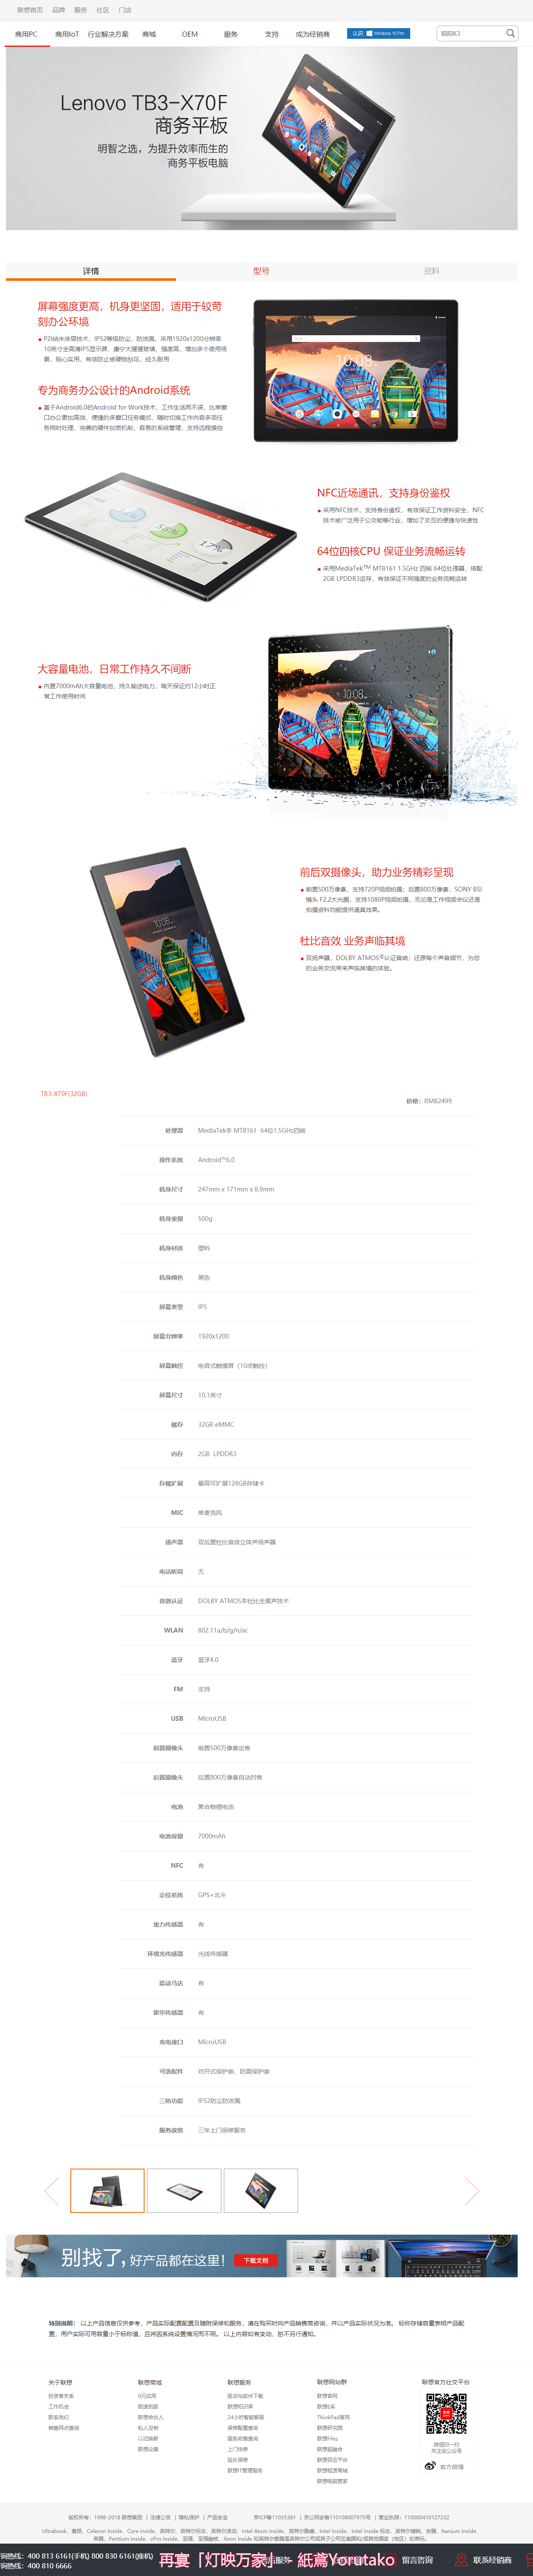 联想首页 品牌 服务 社区 门店
商用PC 商用IoT 行业解决方案 商城 OEM 服务 支持 成为经销商 认识 Windows 10 Pro 昭阳K3
Lenovo TB3-X70F
商务平板
明智之选，为提升效率而生的
商务平板电脑
详情 型号 资料
屏幕强度更高，机身更坚固，适用于较苛
刻办公环境
P2i纳米涂层技术，IP52等级防尘，防泼溅，采用1920x1200分辨率
10英寸全高清IPS显示屏，康宁大猩猩玻璃，强度高，增加多个使用场
景，贴心实用，有效防止被硬物刮花，经久耐用
专为商务办公设计的Android系统
基于Android6.0的Android for Work技术，工作生活两不误，比单窗
口办公更加高效，便捷的多窗口任务模式，随时切换工作内容多项任
务同时处理，完善的硬件加密机制，容易的系统管理，支持远程操控
NFC近场通讯，支持身份鉴权
采用NFC技术，支持身份鉴权，有效保证工作资料安全，NFC
技术被广泛用于公交能等行业，增加了交互的便捷与快速性
64位四核CPU 保证业务流畅运转
采用MediaTek™ MT8161 1.5GHz 四核 64位处理器，搭配
2GB LPDDR3运存，有效保证不同强度的业务流畅运转
大容量电池，日常工作持久不间断
内置7000mAh大容量电池，持久输送电力，每天保证约12小时正
常工作使用时间
前后双摄像头，助力业务精彩呈现
前置500万像素，支持720P视频拍摄；后置800万像素，SONY BSI
镜头 F2.2大光圈，支持1080P视频拍摄，无论是工作视频会议还是
拍摄资料均能提供逼真效果。
杜比音效 业务声临其境
双扬声器，DOLBY ATMOS®认证音响；还原每个声音细节，为您
的业务交流带来声临其境的体验。
TB3-X70F(32GB)
价格：RMB2499
处理器 MediaTek® MT8161 64位1.5GHz四核
操作系统 Android™6.0
机身尺寸 247mm x 171mm x 8.9mm
机身重量 500g
机身材质 塑料
机身颜色 黑色
屏幕类型 IPS
屏幕分辨率 1920x1200
屏幕触控 电容式触摸屏（10点触控）
屏幕尺寸 10.1英寸
储存 32GB eMMC
内存 2GB LPDDR3
存储扩展 最高可扩展128GB存储卡
MIC 单麦克风
扬声器 双后置杜比音效立体声扬声器
电话听筒 无
音效认证 DOLBY ATMOS®杜比全景声技术
WLAN 802.11a/b/g/n/ac
蓝牙 蓝牙4.0
FM 支持
USB MicroUSB
前置摄像头 前置500万像素定焦
后置摄像头 后置800万像素自动对焦
电池 聚合物锂电池
电池容量 7000mAh
NFC 有
定位系统 GPS+北斗
重力传感器 有
环境光传感器 光线传感器
震动马达 有
霍尔传感器 有
充电接口 MicroUSB
可选配件 对开式保护套、防震保护套
三防功能 IP52防尘防泼溅
服务政策 三年上门保修服务
别找了，好产品都在这里！ 下载文档
特别说明： 以上产品信息仅供参考，产品实际配置配置及随附保修和服务，请在购买时向产品销售商咨询，并以产品实际状况为准。 标称存储容量表明产品配
置，用户实际可用容量小于标称值，且将因系统设置情况而不同。 以上内容如有变动，恕不另行通知。
关于联想 联想商城 联想服务 联想网站群 联想官方社交平台
投资者关系 0元试用 驱动与软件下载 联想官网
工作机会 极速到款 联想知识库 联想E采
联系我们 联想合伙人 24小时智能客服 ThinkPad官网
销售网点查询 私人定制 保修配置查询 联想研究院
以旧换新 服务政策查询 联想Files
联想众筹 上门快修 联想超融合
延长保修 联想百应平台
联想IT管理服务 联想租赁商城
联想电脑管家
微信扫一扫
关注该公众号
官方微博
版权所有：1998-2018 联想集团 | 法律公告 | 隐私保护 | 产品安全 京ICP备11035381 | 京公网安备110108007970号 | 营业执照：110000410127232
Ultrabook、赛扬、Celeron Inside、Core Inside、英特尔、英特尔标志、英特尔凌动、Intel Atom Inside、英特尔酷睿、Intel Inside、Intel Inside 标志、英特尔博锐、安腾、Itanium Inside、
奔腾、Pentium Inside、vPro Inside、至强、至强融核、Xeon Inside 和英特尔傲腾是英特尔公司或其子公司在美国和/或其他国家（地区）的商标。
询热线：400 813 6161(手机) 800 830 6161(座机)
询热线：400 810 6666
再宴「灯映万家」- 紙鳶Yorutako
后服务 留言咨询 联系经销商